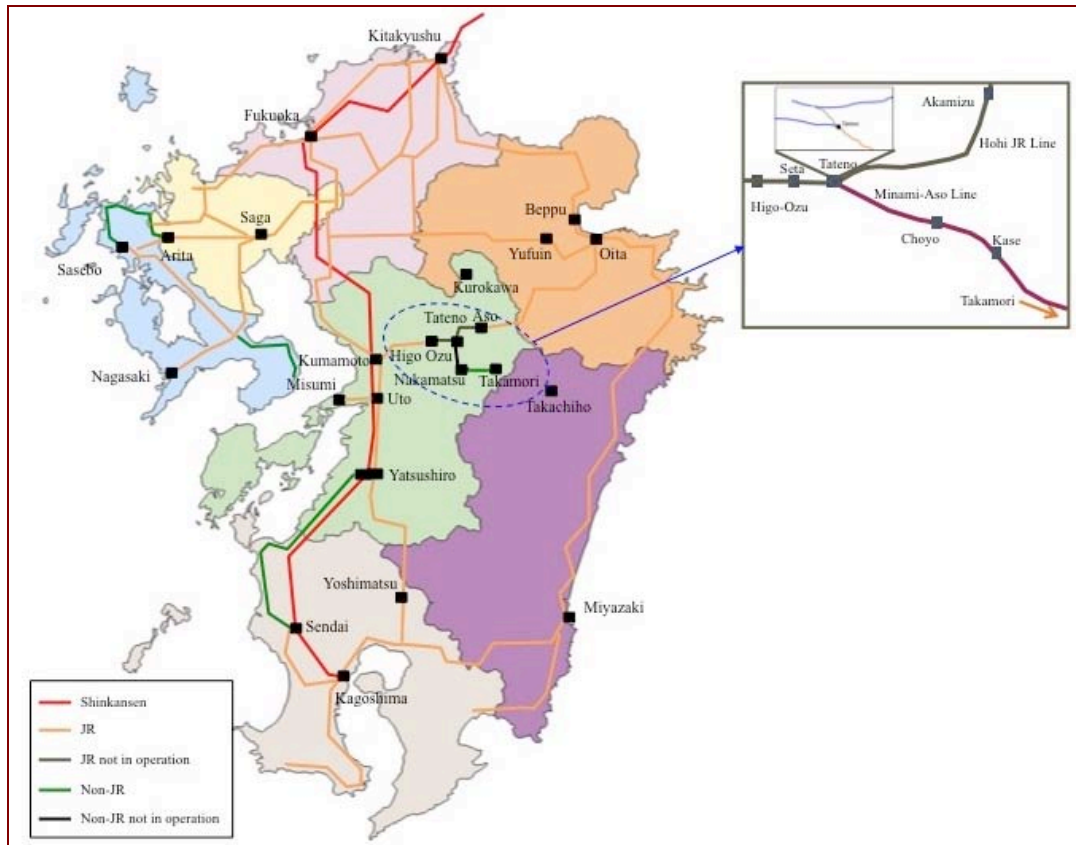 Kitakyushu
Fukuoka
Saga
Arita
Sasebo
Nagasaki
Beppu
Yufuin
Oita
Kurokawa
Tateno
Aso
Higo Ozu
Kumamoto
Nakamatsu
Takamori
Misumi
Uto
Takachiho
Yatsushiro
Yoshimatsu
Miyazaki
Sendai
Kagoshima
Akamizu
Hohi JR Line
Seta
Tateno
Minami-Aso Line
Higo-Ozu
Choyo
Kase
Takamori
Shinkansen
JR
JR not in operation
Non-JR
Non-JR not in operation